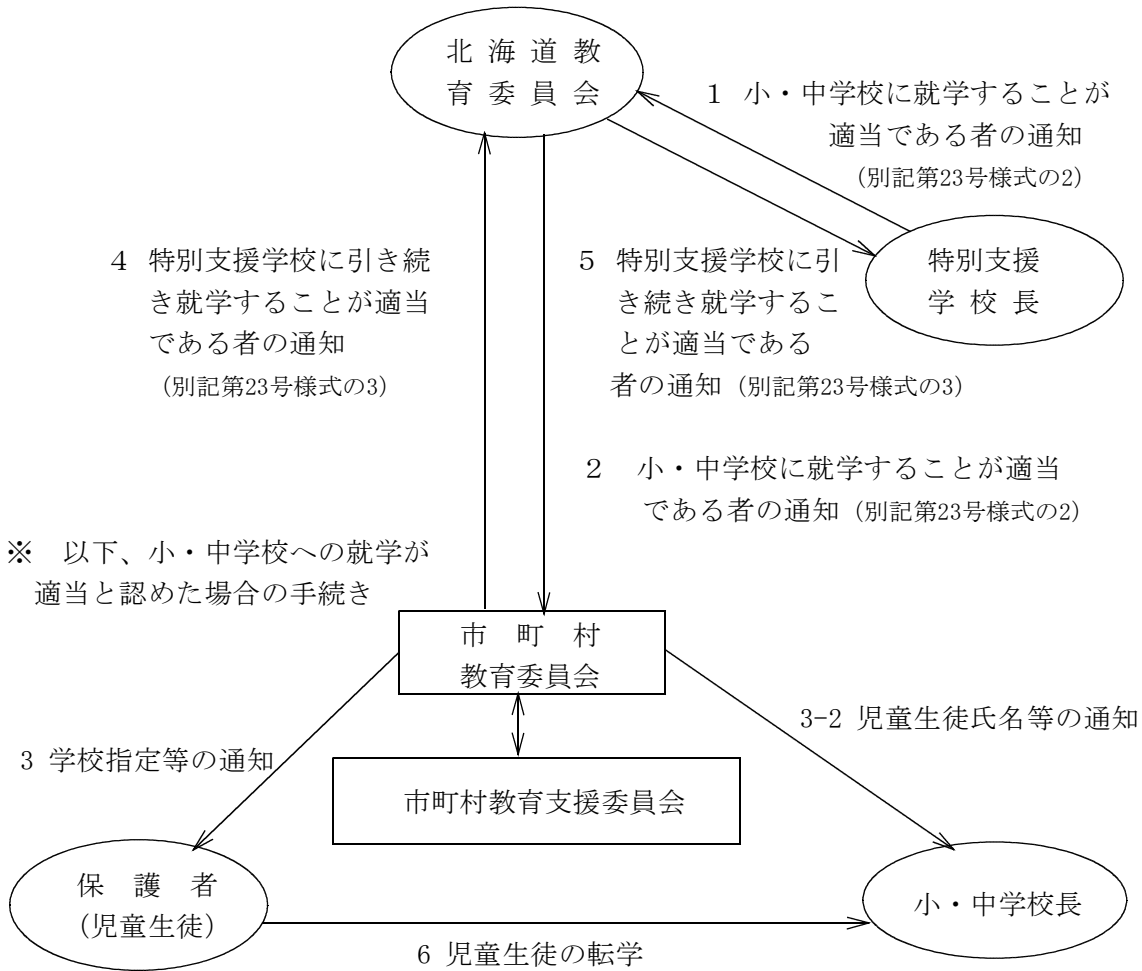 北 海 道 教
育 委 員 会
1 小・中学校に就学することが
適当である者の通知
（別記第23号様式の2）
4 特別支援学校に引き続
き就学することが適当
である者の通知
（別記第23号様式の3）
5 特別支援学校に引
き続き就学するこ
とが適当である
者の通知（別記第23号様式の3）
特別支援
学 校 長
2 小・中学校に就学することが適当
である者の通知（別記第23号様式の2）
※ 以下、小・中学校への就学が
適当と認めた場合の手続き
市 町 村
教育委員会
3-2 児童生徒氏名等の通知
3 学校指定等の通知
市町村教育支援委員会
保 護 者
（児童生徒）
小・中学校長
6 児童生徒の転学